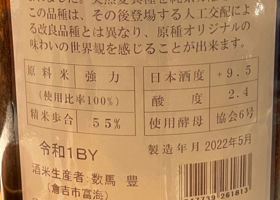 この品種は、その後登場する人工交配によ
る改良品種とは異なり、原種オリジナルの
味わいの世界観を感じることが出来ます。
原料米 強力
(使用比率100%)
精米歩合 55%
日本酒度 +9.5
酸度 2.4
使用酵母 協会6号
令和1BY
製造年月 2022年5月
酒米生産者:数馬 豊
(倉吉市富海)